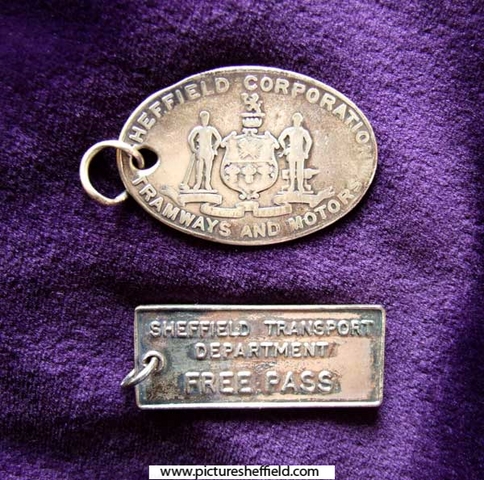 SHEFFIELD CORPORATION
TRAMWAYS AND MOTORS
SHEFFIELD TRANSPORT
DEPARTMENT
FREE PASS
www.picturesheffield.com